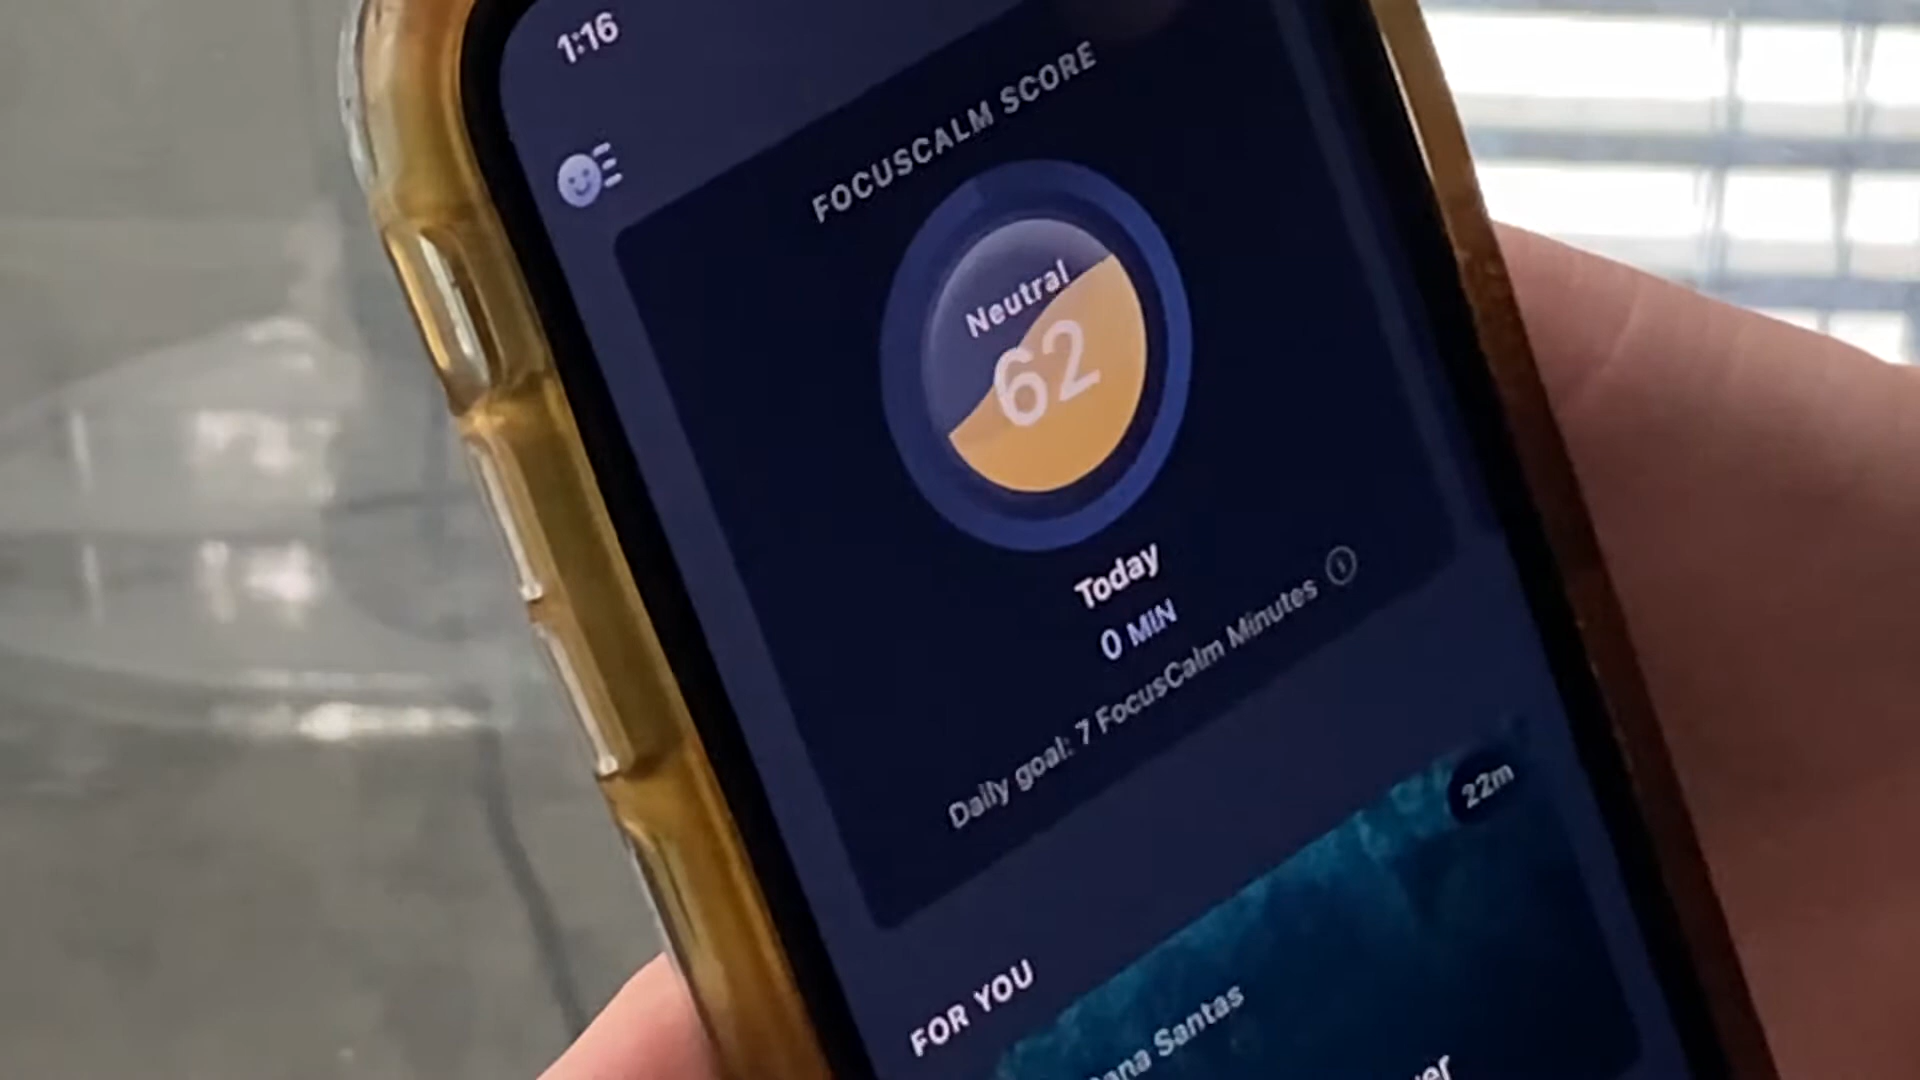 1:16
FOCUSCALM SCORE
Neutral
62
Today
0 MIN
Daily goal: 7 FocusCalm Minutes
22m
FOR YOU
Santas